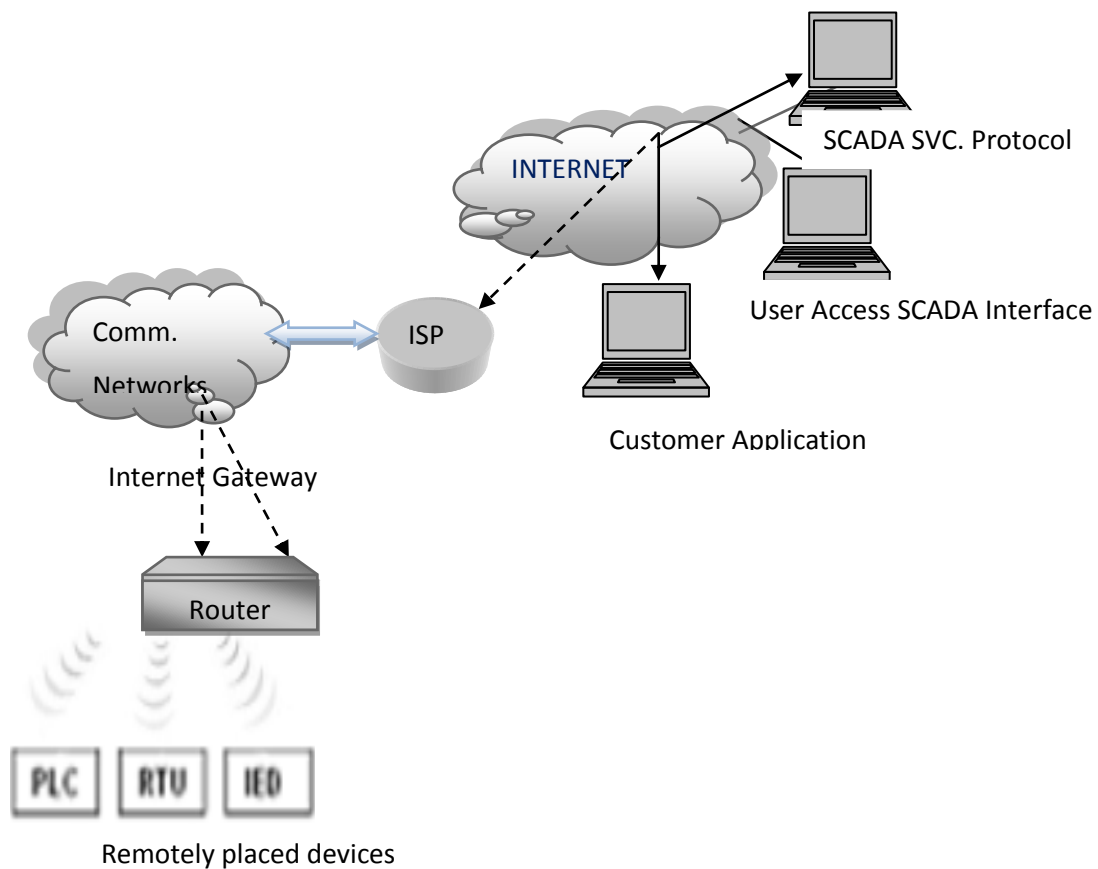 SCADA SVC. Protocol
INTERNET
User Access SCADA Interface
Comm.
Networks
ISP
Customer Application
Internet Gateway
Router
PLC
RTU
IED
Remotely placed devices